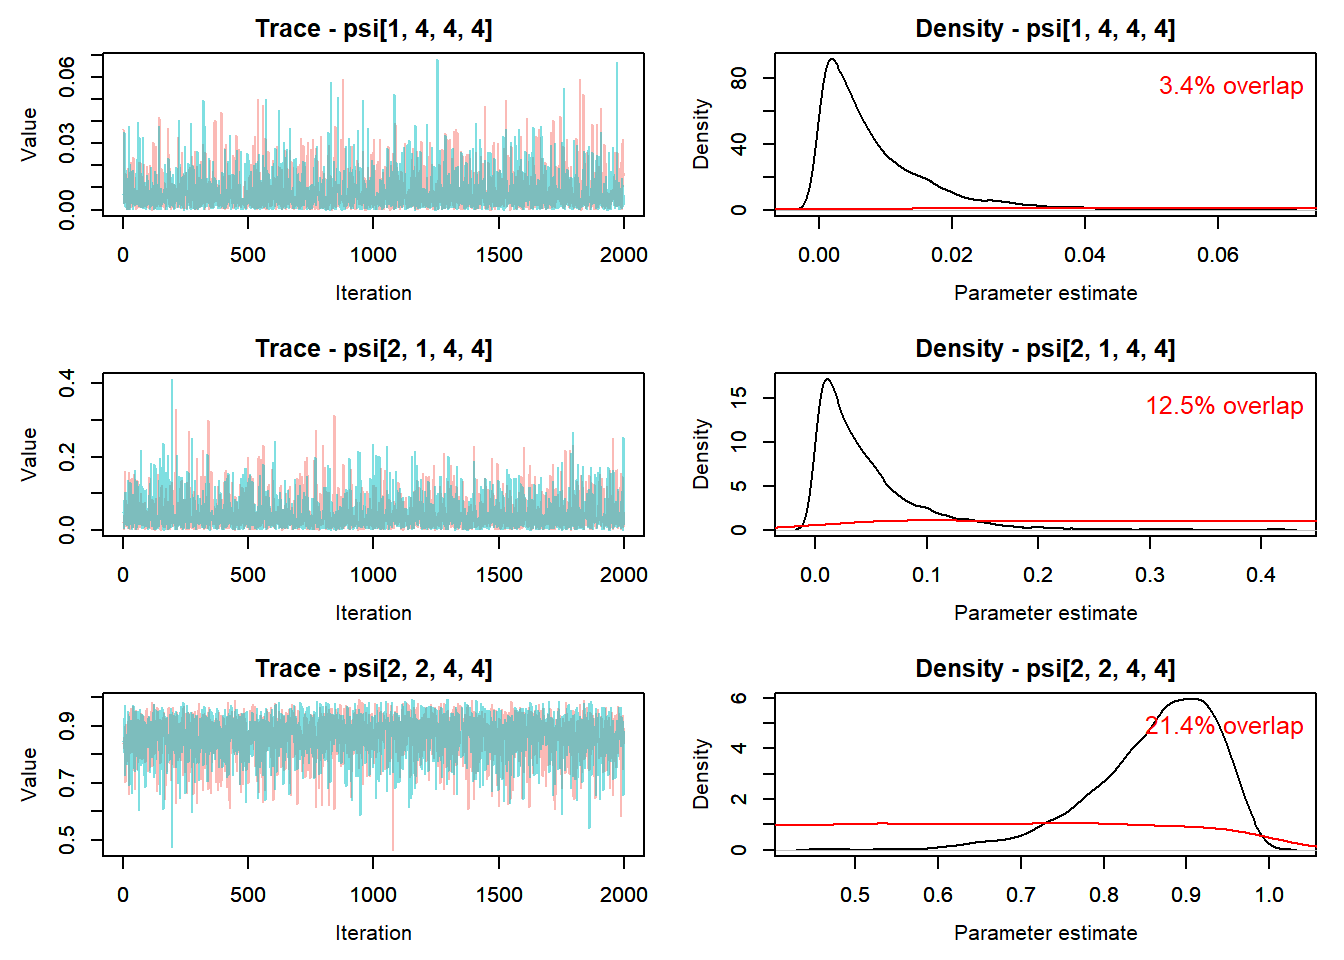 Trace - psi[1, 4, 4, 4]
Value
0.00 0.03 0.06
0 500 1000 1500 2000
Iteration
Density - psi[1, 4, 4, 4]
3.4% overlap
Density
0 40 80
0.00 0.02 0.04 0.06
Parameter estimate
Trace - psi[2, 1, 4, 4]
Value
0.0 0.2 0.4
0 500 1000 1500 2000
Iteration
Density - psi[2, 1, 4, 4]
12.5% overlap
Density
0 5 10 15
0.0 0.1 0.2 0.3 0.4
Parameter estimate
Trace - psi[2, 2, 4, 4]
Value
0.5 0.7 0.9
0 500 1000 1500 2000
Iteration
Density - psi[2, 2, 4, 4]
21.4% overlap
Density
0 2 4 6
0.5 0.6 0.7 0.8 0.9 1.0
Parameter estimate